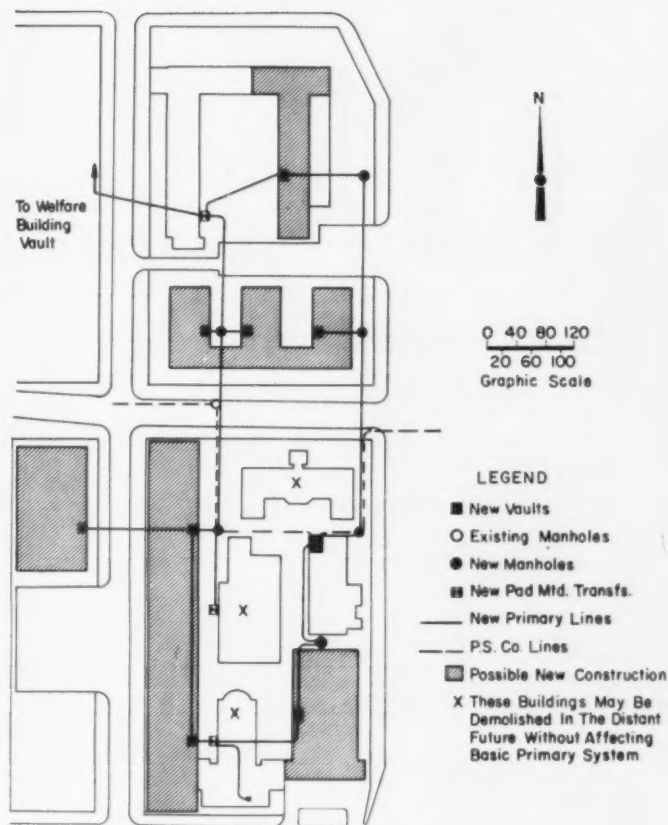 To Welfare
Building
Vault
N
0 40 80 120
20 60 100
Graphic Scale
LEGEND
New Vaults
Existing Manholes
New Manholes
New Pad Mtd. Transfs.
New Primary Lines
P.S. Co. Lines
Possible New Construction
X These Buildings May Be
Demolished In The Distant
Future Without Affecting
Basic Primary System
X
X
X